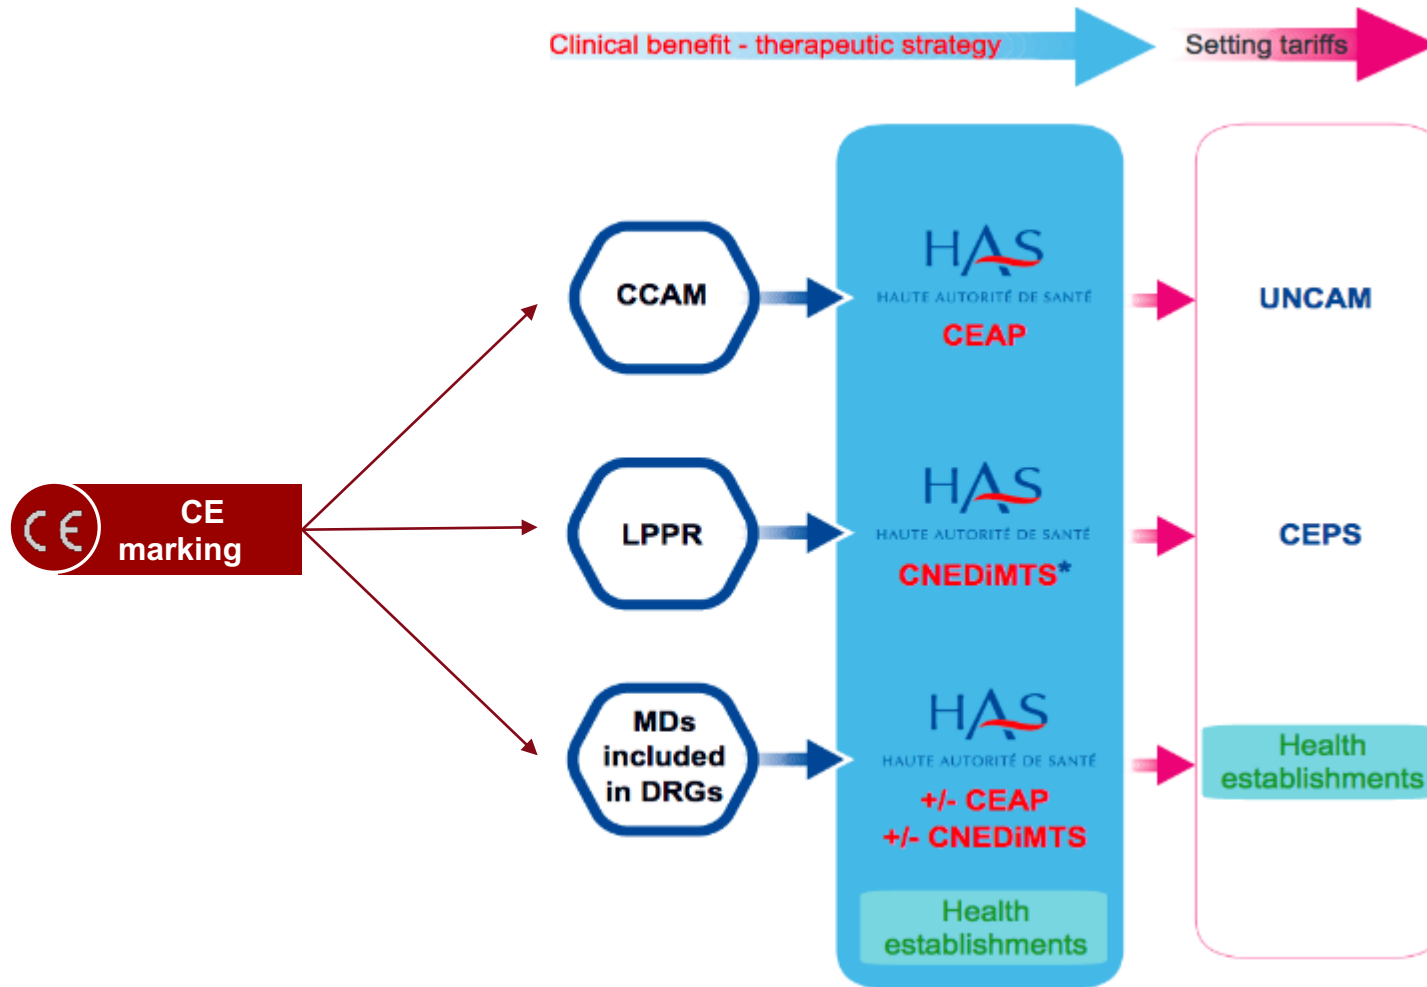 Clinical benefit - therapeutic strategy
Setting tariffs
CE
CE
marking
CCAM
HAS
HAUTE AUTORITÉ DE SANTÉ
CEAP
UNCAM
LPPR
HAS
HAUTE AUTORITÉ DE SANTÉ
CNEDiMTS*
CEPS
MDs
included
in DRGs
HAS
HAUTE AUTORITÉ DE SANTÉ
+/- CEAP
+/- CNEDiMTS
Health
establishments
Health
establishments